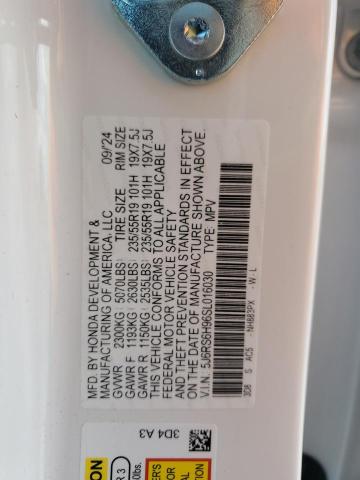 MFD. BY HONDA DEVELOPMENT & 09/'24
MANUFACTURING OF AMERICA, LLC
GVWR 2300KG (5070LBS) TIRE SIZE RIM SIZE
GAWR F 1193KG (2630LBS) 235/55R19 101H 19X7.5J
GAWR R 1150KG (2535LBS) 235/55R19 101H 19X7.5J
THIS VEHICLE CONFORMS TO ALL APPLICABLE
FEDERAL MOTOR VEHICLE SAFETY
AND THEFT PREVENTION STANDARDS IN EFFECT
ON THE DATE OF MANUFACTURE SHOWN ABOVE.
V.I.N. 5J6RS6H96SL016030 TYPE: MPV
3D8 S AC5 -NH883PX -W-L
3D4 A3